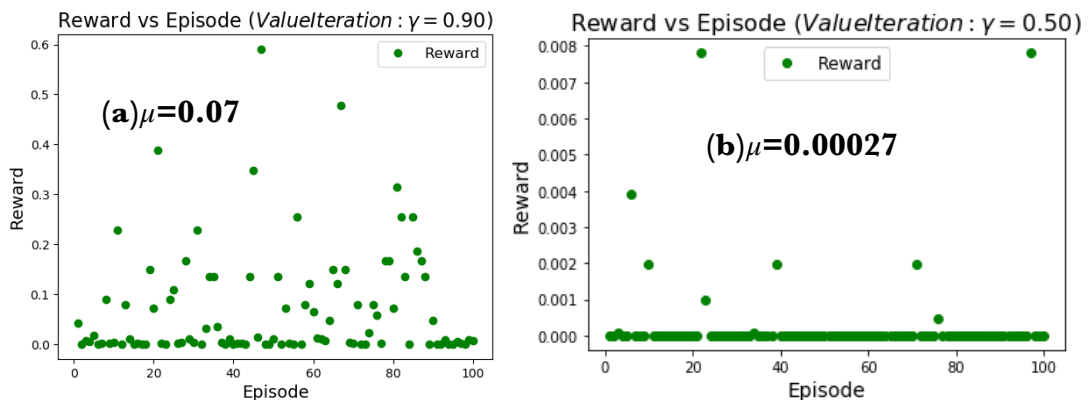 Reward vs Episode (ValueIteration : γ = 0.90)
Reward
(a)μ=0.07
0.6
0.5
0.4
0.3
0.2
0.1
0.0
Reward
0 20 40 60 80 100
Episode
Reward vs Episode (ValueIteration : γ = 0.50)
Reward
(b)μ=0.00027
0.008
0.007
0.006
0.005
0.004
0.003
0.002
0.001
0.000
Reward
0 20 40 60 80 100
Episode